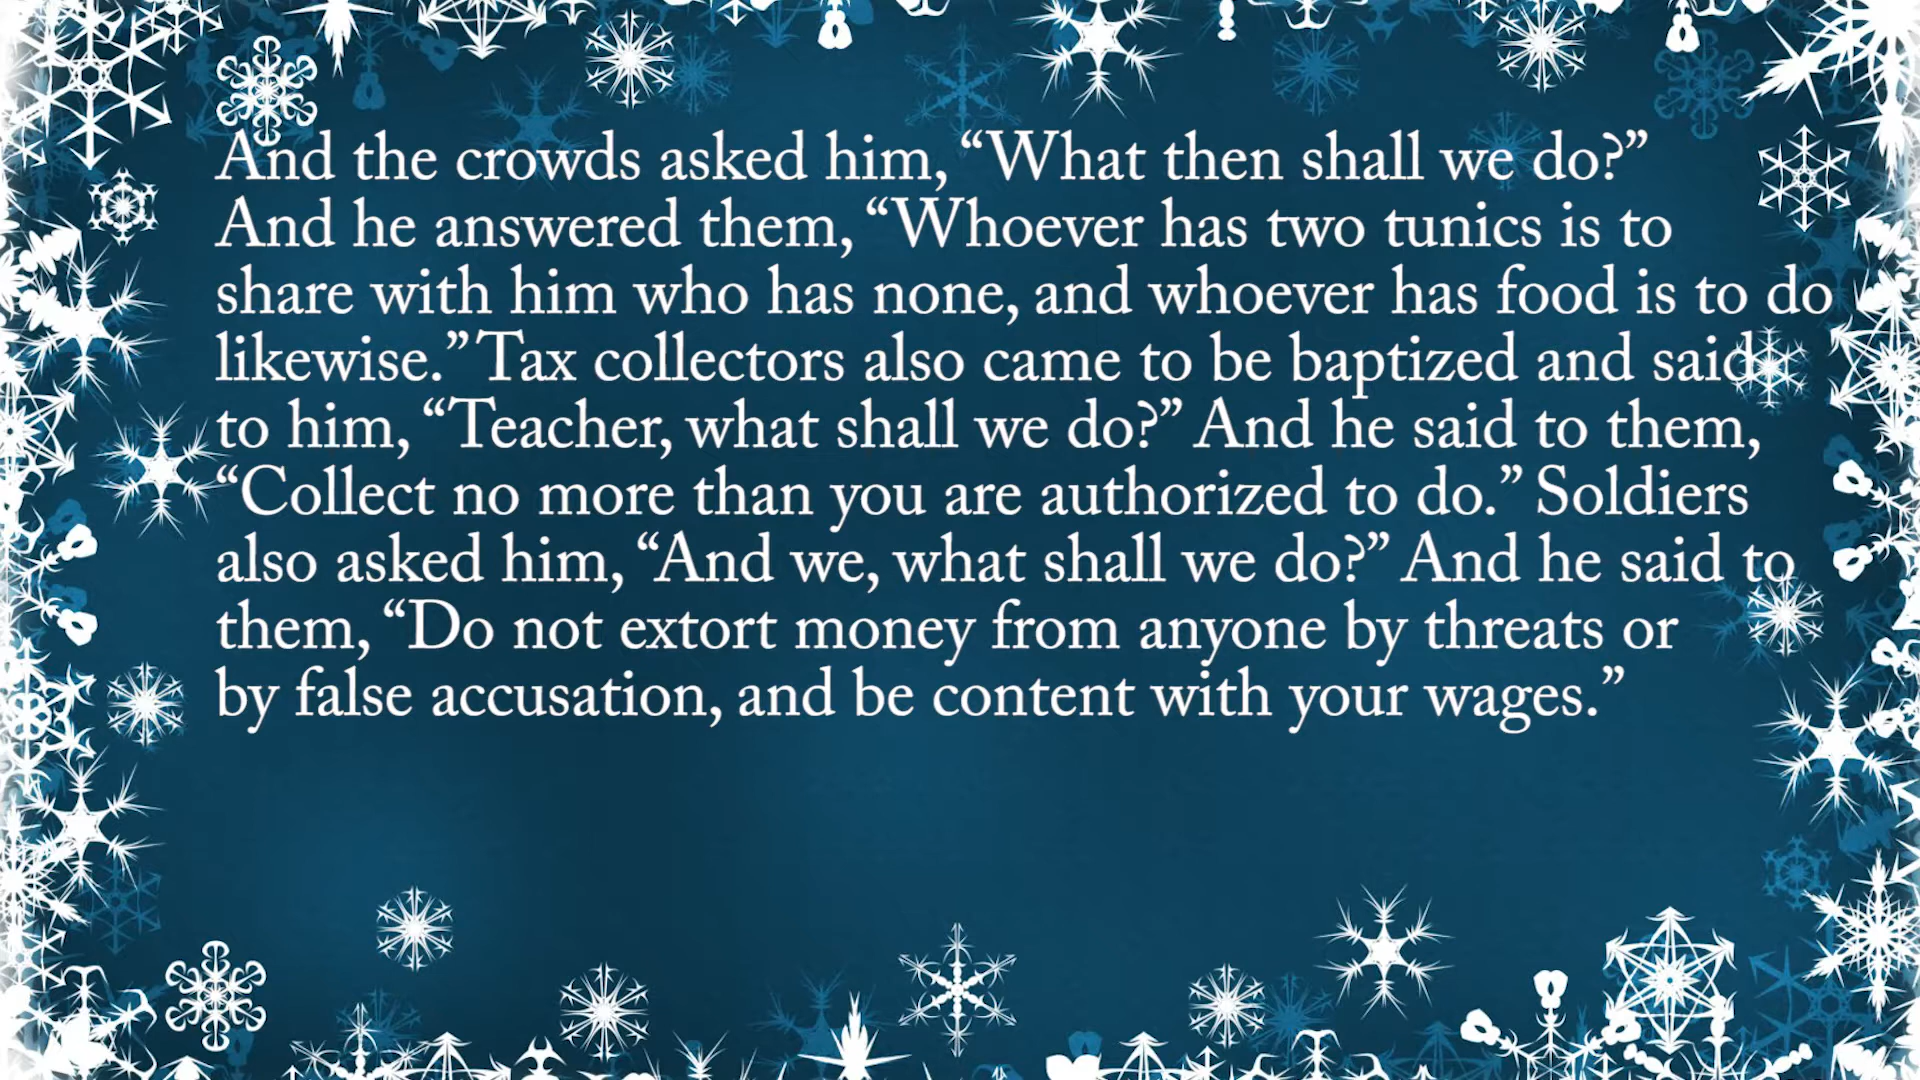 And the crowds asked him, “What then shall we do?”
And he answered them, “Whoever has two tunics is to
share with him who has none, and whoever has food is to do
likewise.” Tax collectors also came to be baptized and said
to him, “Teacher, what shall we do?” And he said to them,
“Collect no more than you are authorized to do.” Soldiers
also asked him, “And we, what shall we do?” And he said to
them, “Do not extort money from anyone by threats or
by false accusation, and be content with your wages.”